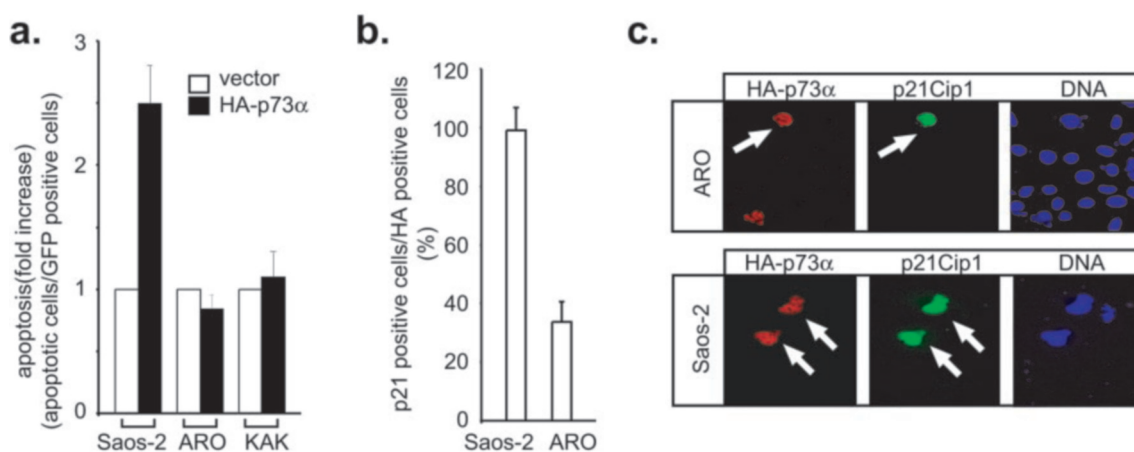 a.
3
2
1
0
apoptosis(fold increase)
(apoptotic cells/GFP positive cells)
vector
HA-p73α
Saos-2 ARO KAK
b.
120
100
80
60
40
20
0
p21 positive cells/HA positive cells
(%)
Saos-2 ARO
c.
HA-p73α p21Cip1 DNA
ARO
HA-p73α p21Cip1 DNA
Saos-2